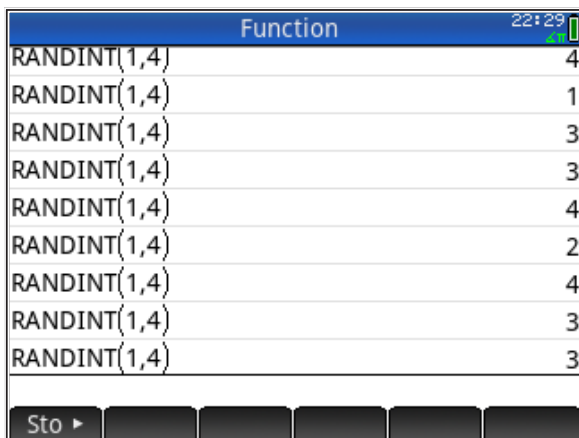 Function
22:29
∡π
RANDINT(1,4)
4
RANDINT(1,4)
1
RANDINT(1,4)
3
RANDINT(1,4)
3
RANDINT(1,4)
4
RANDINT(1,4)
2
RANDINT(1,4)
4
RANDINT(1,4)
3
RANDINT(1,4)
3
Sto ►